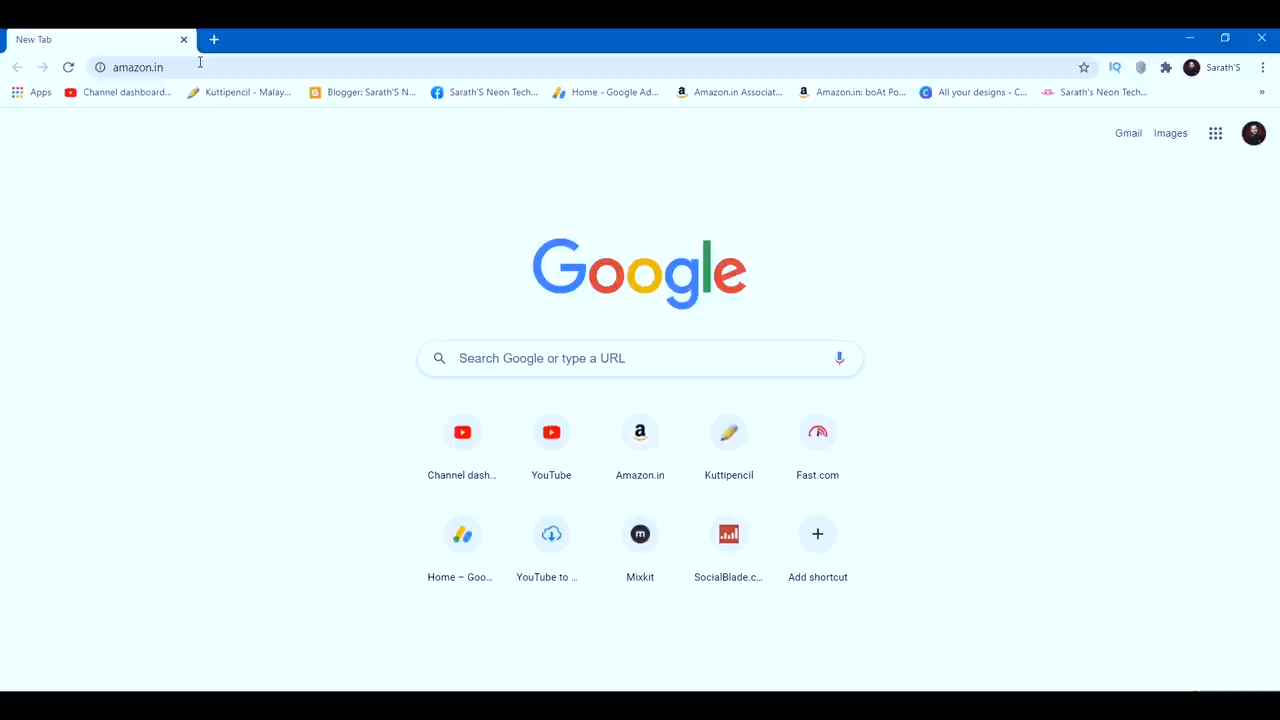 New Tab
amazon.in
Sarath'S
Apps
Channel dashboard...
Kuttipencil - Malay...
Blogger: Sarath'S N...
Sarath'S Neon Tech...
Home - Google Ad...
Amazon.in Associat...
Amazon.in: boAt Po...
All your designs - C...
Sarath's Neon Tech...
»
Gmail
Images
Google
Search Google or type a URL
Channel dash...
YouTube
Amazon.in
Kuttipencil
Fast.com
Home – Goo...
YouTube to ...
Mixkit
SocialBlade.c...
Add shortcut